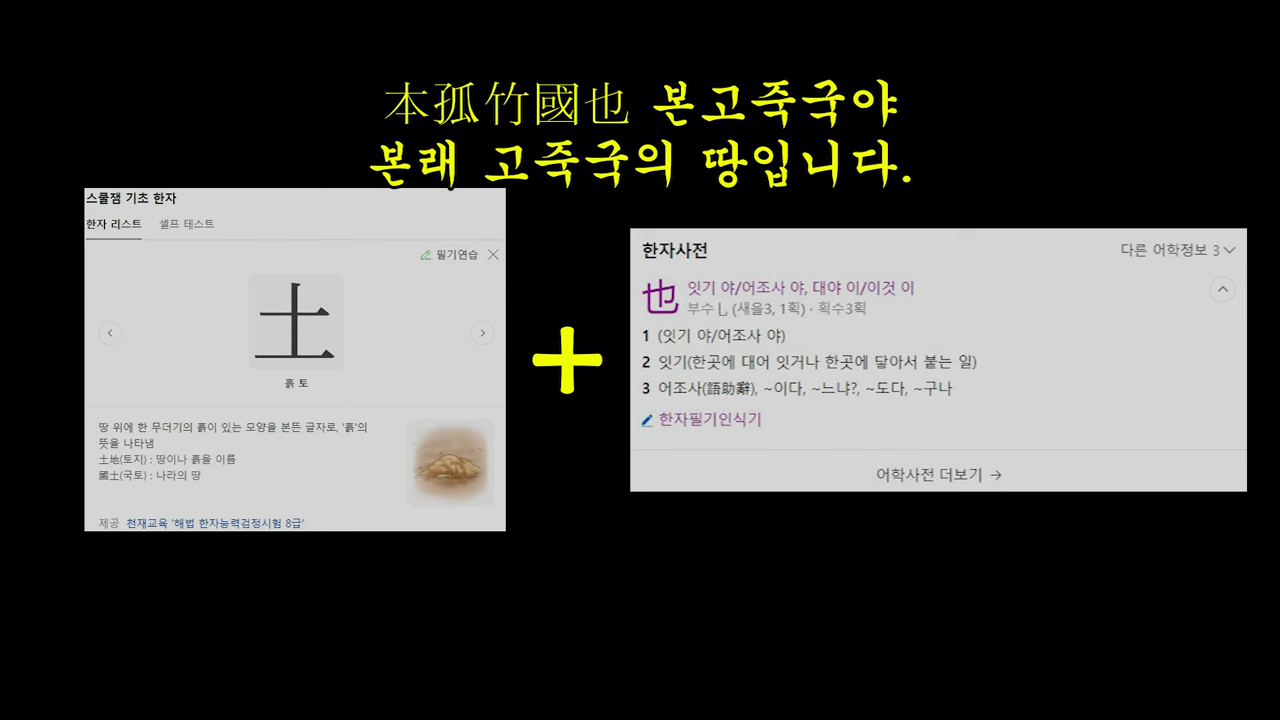 本孤竹國也 본고죽국야
본래 고죽국의 땅입니다.
스쿨잼 기초 한자
한자 리스트 셀프 테스트
필기연습
土
흙 토
땅 위에 한 무더기의 흙이 있는 모양을 본뜬 글자로, '흙'의
뜻을 나타냄
土地(토지) : 땅이나 흙을 이름
國土(국토) : 나라의 땅
제공 천재교육 '해법 한자능력검정시험 8급'
+
한자사전
다른 어학정보 3
也 잇기 야/어조사 야, 대야 이/이것 이
부수乚 (새을3, 1획) · 획수3획
1 (잇기 야/어조사 야)
2 잇기(한곳에 대어 잇거나 한곳에 닿아서 붙는 일)
3 어조사(語助辭), ~이다, ~느냐?, ~도다, ~구나
한자필기인식기
어학사전 더보기 →